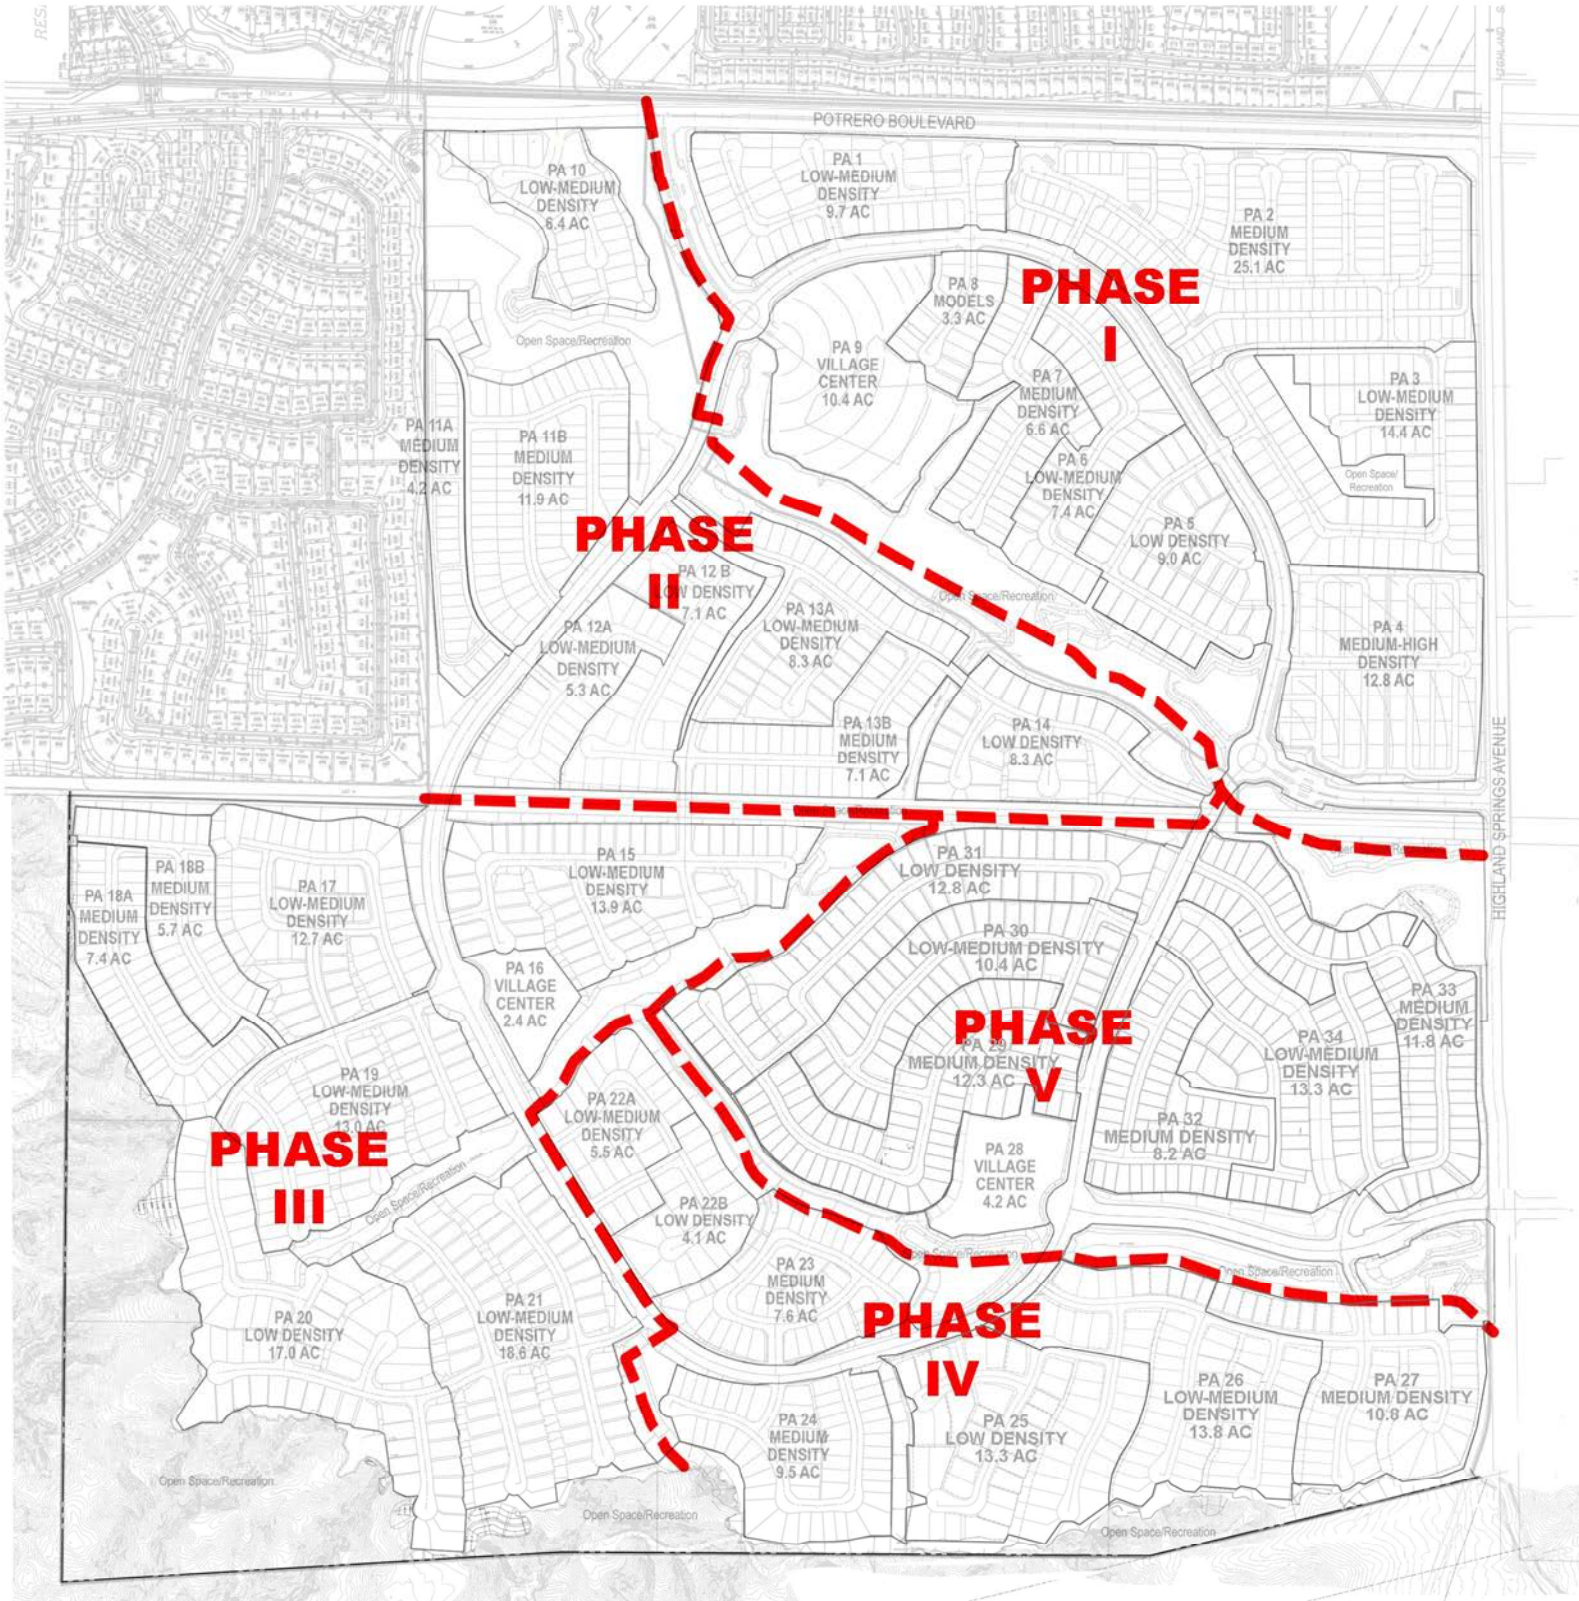 RES.
POTRERO BOULEVARD
PA 10
LOW-MEDIUM
DENSITY
6.4 AC
PA 1
LOW-MEDIUM
DENSITY
9.7 AC
PA 2
MEDIUM
DENSITY
25.1 AC
PHASE
I
PA 8
MODELS
3.3 AC
Open Space/Recreation
PA 9
VILLAGE
CENTER
10.4 AC
PA 7
MEDIUM
DENSITY
6.6 AC
PA 3
LOW-MEDIUM
DENSITY
14.4 AC
Open Space/
Recreation
PA 11A
MEDIUM
DENSITY
4.2 AC
PA 11B
MEDIUM
DENSITY
11.9 AC
PA 6
LOW-MEDIUM
DENSITY
7.4 AC
PA 5
LOW DENSITY
9.0 AC
PHASE
II
PA 12 B
LOW DENSITY
7.1 AC
Open Space/Recreation
PA 12A
LOW-MEDIUM
DENSITY
5.3 AC
PA 13A
LOW-MEDIUM
DENSITY
8.3 AC
PA 4
MEDIUM-HIGH
DENSITY
12.8 AC
PA 13B
MEDIUM
DENSITY
7.1 AC
PA 14
LOW DENSITY
8.3 AC
HIGHLAND SPRINGS AVENUE
Open Space/Recreation
Open Space/Recreation
PA 18A
MEDIUM
DENSITY
7.4 AC
PA 18B
MEDIUM
DENSITY
5.7 AC
PA 17
LOW-MEDIUM
DENSITY
12.7 AC
PA 15
LOW-MEDIUM
DENSITY
13.9 AC
PA 31
LOW DENSITY
12.8 AC
PA 30
LOW-MEDIUM DENSITY
10.4 AC
PA 16
VILLAGE
CENTER
2.4 AC
PHASE
V
PA 29
MEDIUM DENSITY
12.3 AC
PA 33
MEDIUM
DENSITY
11.8 AC
PA 34
LOW-MEDIUM
DENSITY
13.3 AC
PA 19
LOW-MEDIUM
DENSITY
13.0 AC
PA 22A
LOW-MEDIUM
DENSITY
5.5 AC
PA 32
MEDIUM DENSITY
8.2 AC
PHASE
III
Open Space/Recreation
PA 28
VILLAGE
CENTER
4.2 AC
PA 22B
LOW DENSITY
4.1 AC
Open Space/Recreation
Open Space/Recreation
PA 23
MEDIUM
DENSITY
7.6 AC
PHASE
IV
PA 20
LOW DENSITY
17.0 AC
PA 21
LOW-MEDIUM
DENSITY
18.6 AC
PA 24
MEDIUM
DENSITY
9.5 AC
PA 25
LOW DENSITY
13.3 AC
PA 26
LOW-MEDIUM
DENSITY
13.8 AC
PA 27
MEDIUM DENSITY
10.8 AC
Open Space/Recreation
Open Space/Recreation
Open Space/Recreation